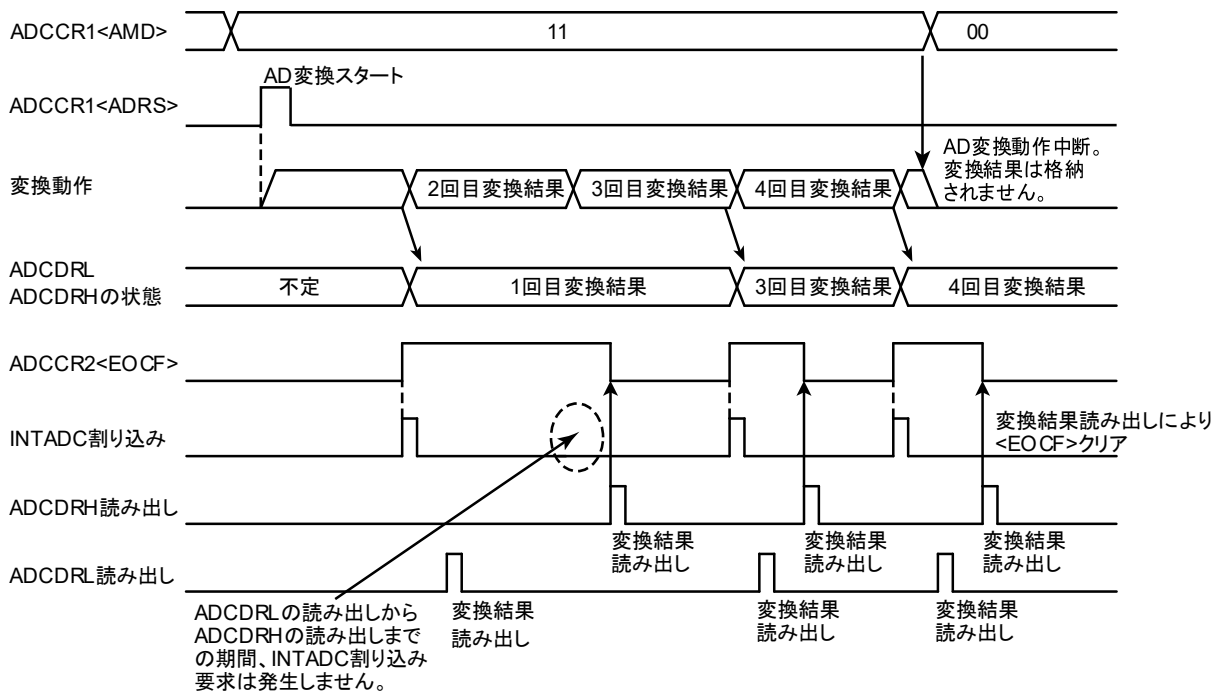 ADCCR1<AMD>
11
00
AD変換スタート
ADCCR1<ADRS>
AD変換動作中断。
変換結果は格納
されません。
変換動作
2回目変換結果
3回目変換結果
4回目変換結果
ADCDRL
ADCDRHの状態
不定
1回目変換結果
3回目変換結果
4回目変換結果
ADCCR2<EOCF>
INTADC割り込み
変換結果読み出しにより
<EOCF>クリア
ADCDRH読み出し
変換結果
読み出し
変換結果
読み出し
変換結果
読み出し
ADCDRL読み出し
ADCDRLの読み出しから
ADCDRHの読み出しまで
の期間、INTADC割り込み
要求は発生しません。
変換結果
読み出し
変換結果
読み出し
変換結果
読み出し